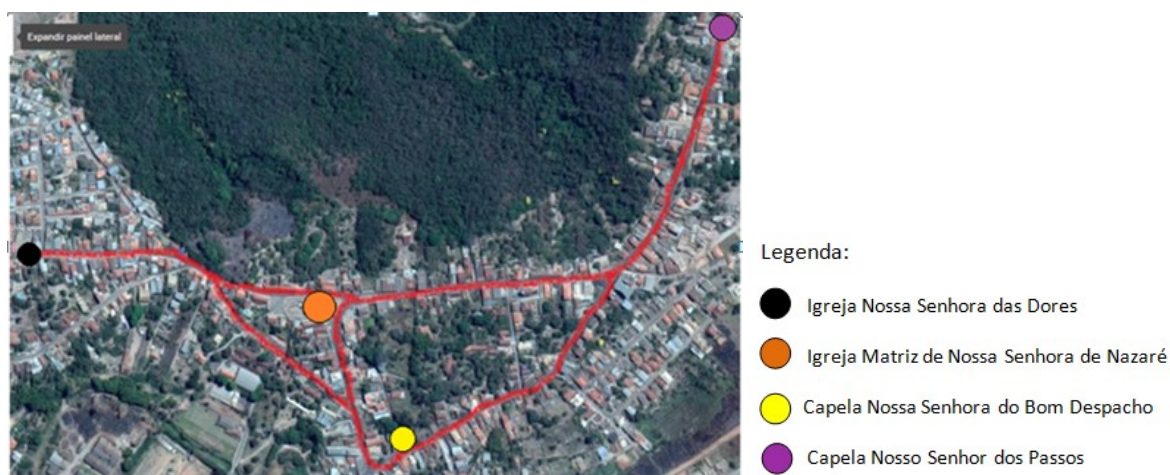 Expandir painel lateral
Legenda:
Igreja Nossa Senhora das Dores
Igreja Matriz de Nossa Senhora de Nazaré
Capela Nossa Senhora do Bom Despacho
Capela Nosso Senhor dos Passos